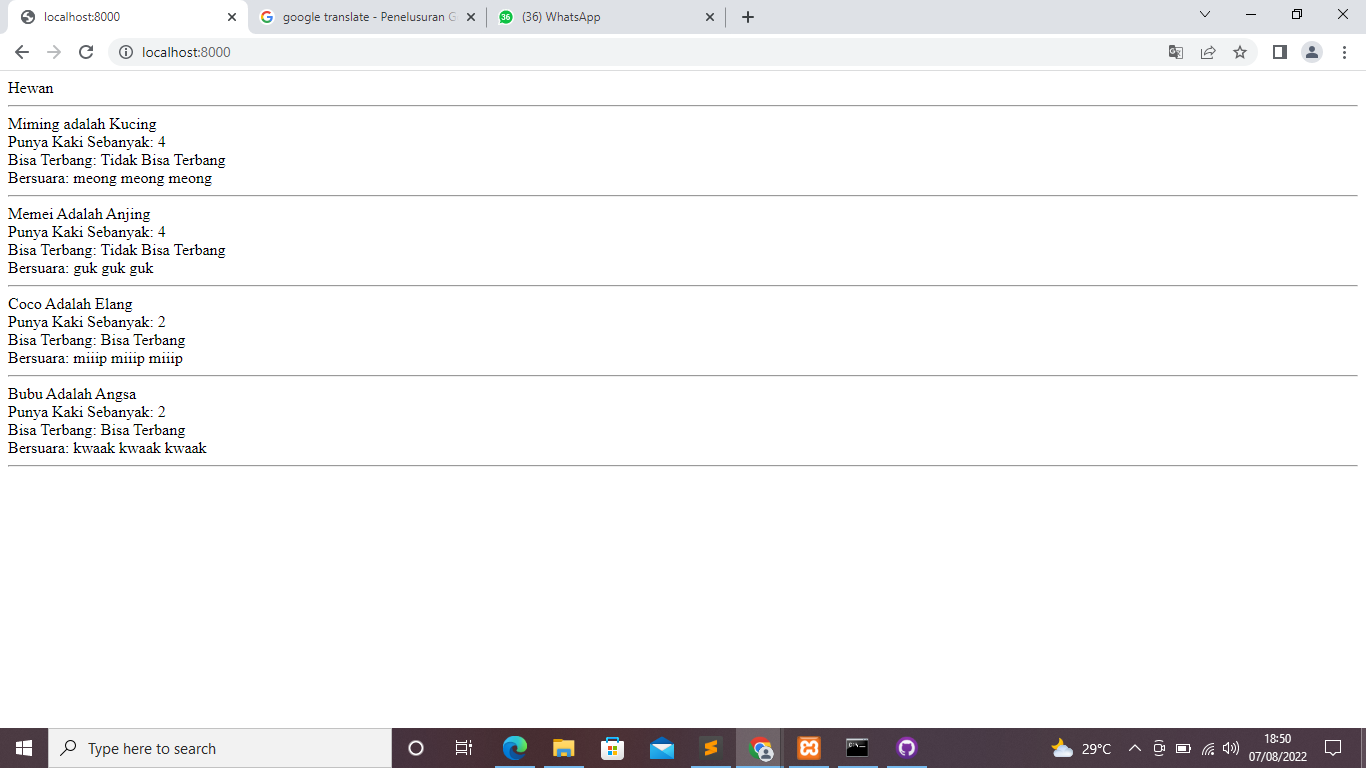 localhost:8000
google translate - Penelusuran G
36
(36) WhatsApp
localhost:8000
Hewan
Miming adalah Kucing
Punya Kaki Sebanyak: 4
Bisa Terbang: Tidak Bisa Terbang
Bersuara: meong meong meong
Memei Adalah Anjing
Punya Kaki Sebanyak: 4
Bisa Terbang: Tidak Bisa Terbang
Bersuara: guk guk guk
Coco Adalah Elang
Punya Kaki Sebanyak: 2
Bisa Terbang: Bisa Terbang
Bersuara: miiip miiip miiip
Bubu Adalah Angsa
Punya Kaki Sebanyak: 2
Bisa Terbang: Bisa Terbang
Bersuara: kwaak kwaak kwaak
Type here to search
29°C
18:50
07/08/2022